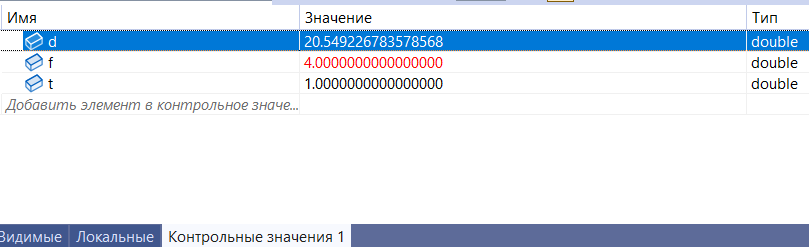 Имя Значение Тип
d 20.549226783578568 double
f 4.0000000000000000 double
t 1.0000000000000000 double
Добавить элемент в контрольное значе...
Видимые Локальные Контрольные значения 1